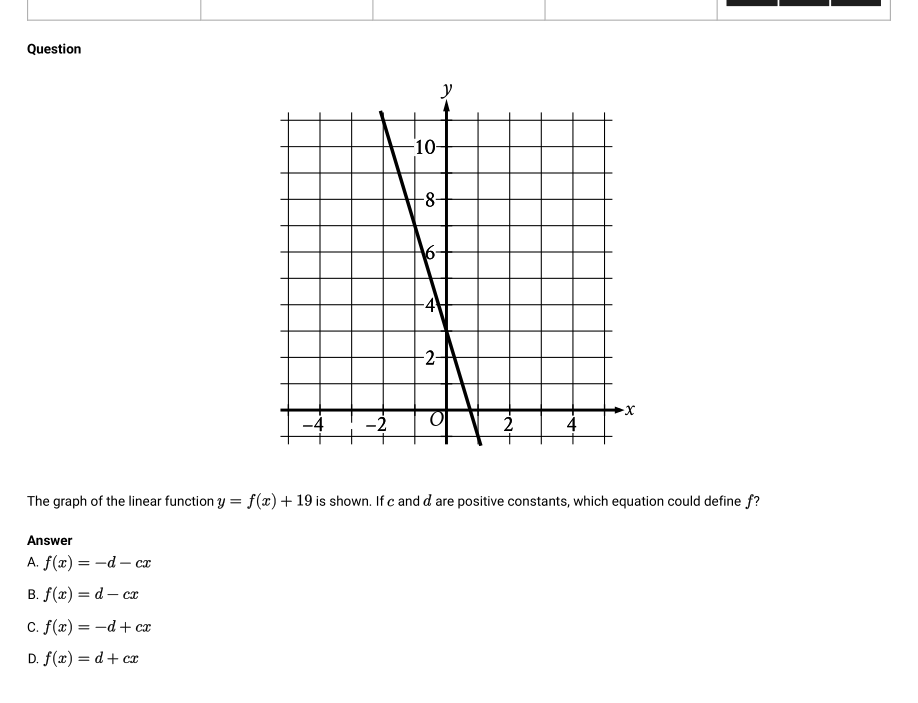 Question
y
10
8
6
4
2
-4 -2 O 2 4 x
The graph of the linear function y = f(x) + 19 is shown. If c and d are positive constants, which equation could define f?
Answer
A. f(x) = −d − cx
B. f(x) = d − cx
C. f(x) = −d + cx
D. f(x) = d + cx